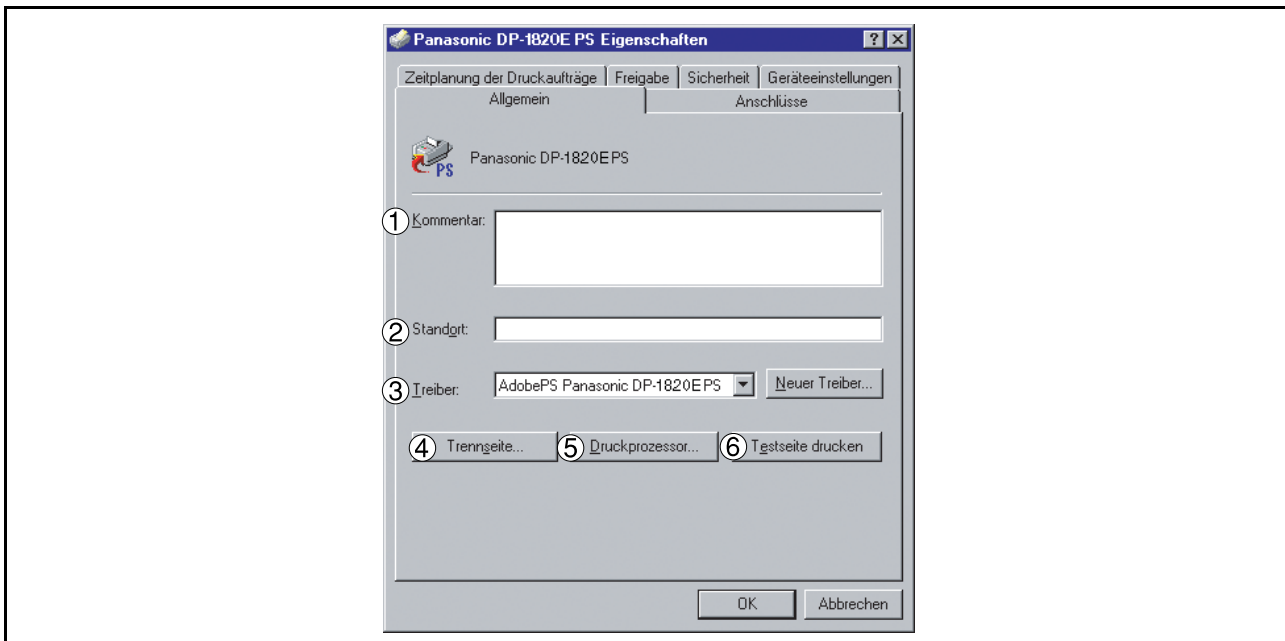 Panasonic DP-1820E PS Eigenschaften
Zeitplanung der Druckaufträge Freigabe Sicherheit Geräteeinstellungen
Allgemein Anschlüsse
PS Panasonic DP-1820E PS
① Kommentar:
② Standort:
③ Treiber: AdobePS Panasonic DP-1820E PS Neuer Treiber...
④ Trennseite... ⑤ Druckprozessor... ⑥ Testseite drucken
OK Abbrechen